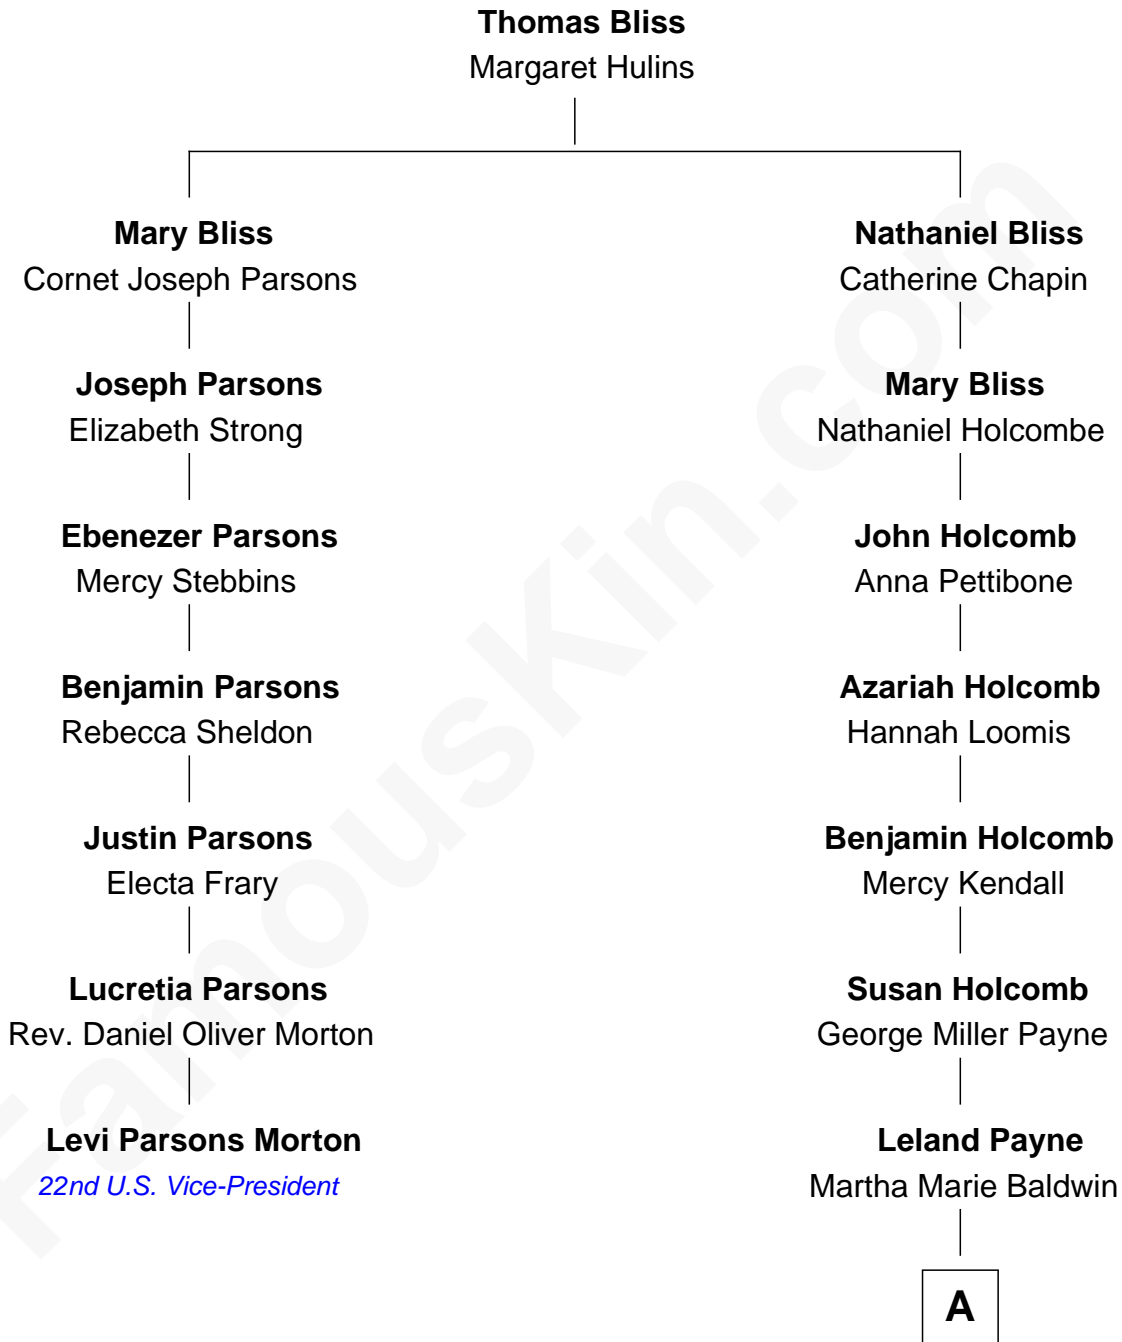 Thomas Bliss
Margaret Hulins
Mary Bliss
Cornet Joseph Parsons
Nathaniel Bliss
Catherine Chapin
Joseph Parsons
Elizabeth Strong
Mary Bliss
Nathaniel Holcombe
Ebenezer Parsons
Mercy Stebbins
John Holcomb
Anna Pettibone
Benjamin Parsons
Rebecca Sheldon
Azariah Holcomb
Hannah Loomis
Justin Parsons
Electa Frary
Benjamin Holcomb
Mercy Kendall
Lucretia Parsons
Rev. Daniel Oliver Morton
Susan Holcomb
George Miller Payne
Levi Parsons Morton
22nd U.S. Vice-President
Leland Payne
Martha Marie Baldwin
A
FamousKin.com